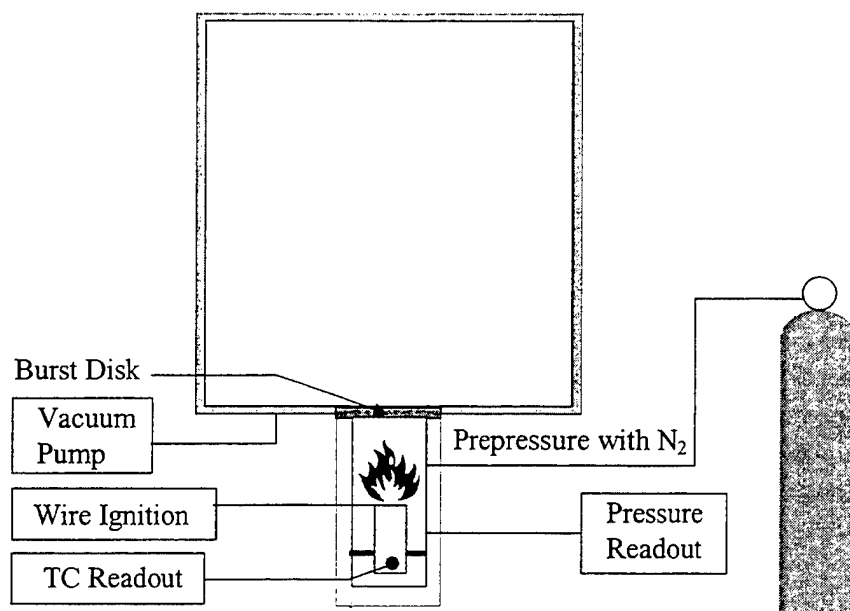 Burst Disk
Vacuum
Pump
Prepressure with N₂
Wire Ignition
Pressure
Readout
TC Readout